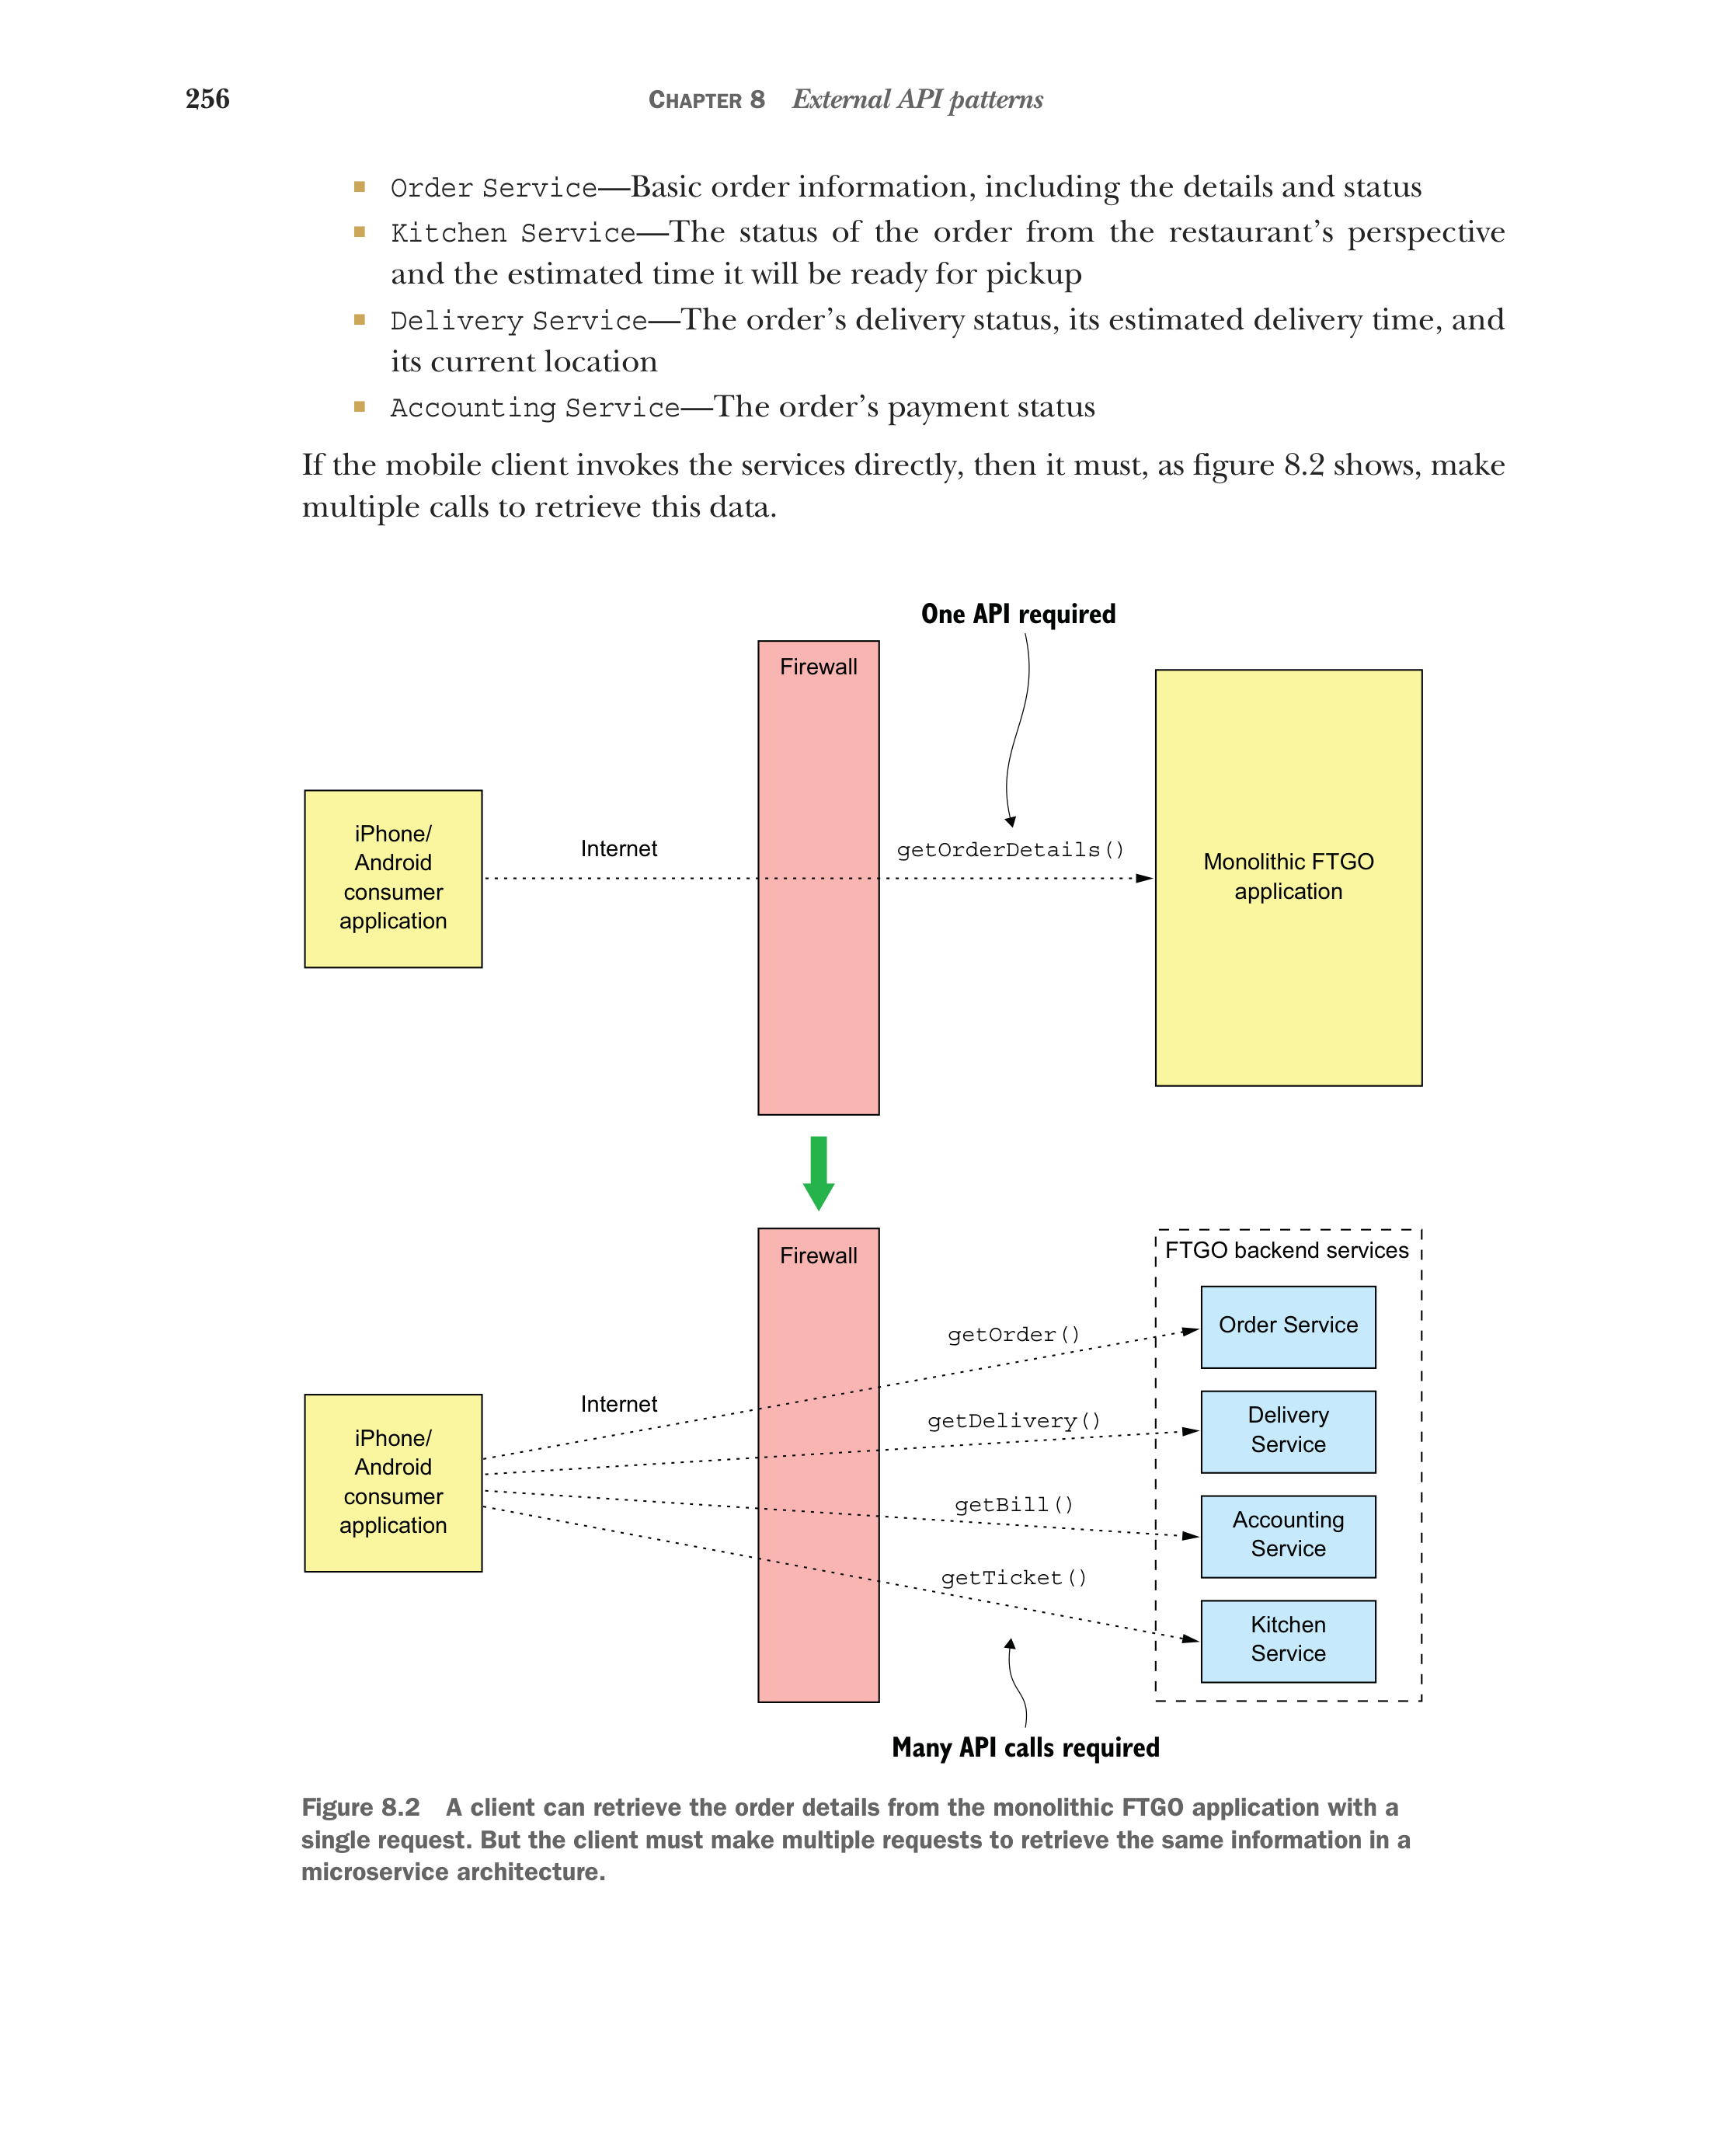 256
CHAPTER 8 External API patterns
Order Service—Basic order information, including the details and status
Kitchen Service—The status of the order from the restaurant's perspective
and the estimated time it will be ready for pickup
Delivery Service—The order's delivery status, its estimated delivery time, and
its current location
Accounting Service—The order's payment status
If the mobile client invokes the services directly, then it must, as figure 8.2 shows, make
multiple calls to retrieve this data.
One API required
Firewall
iPhone/
Android
consumer
application
Internet
getOrderDetails()
Monolithic FTGO
application
Firewall
FTGO backend services
iPhone/
Android
consumer
application
Internet
getOrder()
Order Service
getDelivery()
Delivery
Service
getBill()
Accounting
Service
getTicket()
Kitchen
Service
Many API calls required
Figure 8.2 A client can retrieve the order details from the monolithic FTGO application with a
single request. But the client must make multiple requests to retrieve the same information in a
microservice architecture.